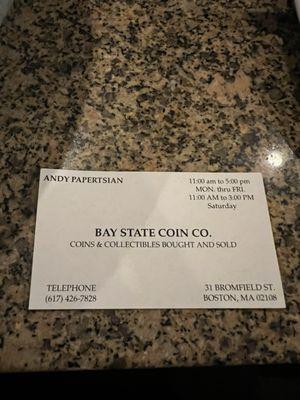 ANDY PAPERTSIAN
11:00 am to 5:00 pm
MON. thru FRI.
11:00 AM to 3:00 PM
Saturday
BAY STATE COIN CO.
COINS & COLLECTIBLES BOUGHT AND SOLD
TELEPHONE
(617) 426-7828
31 BROMFIELD ST.
BOSTON, MA 02108